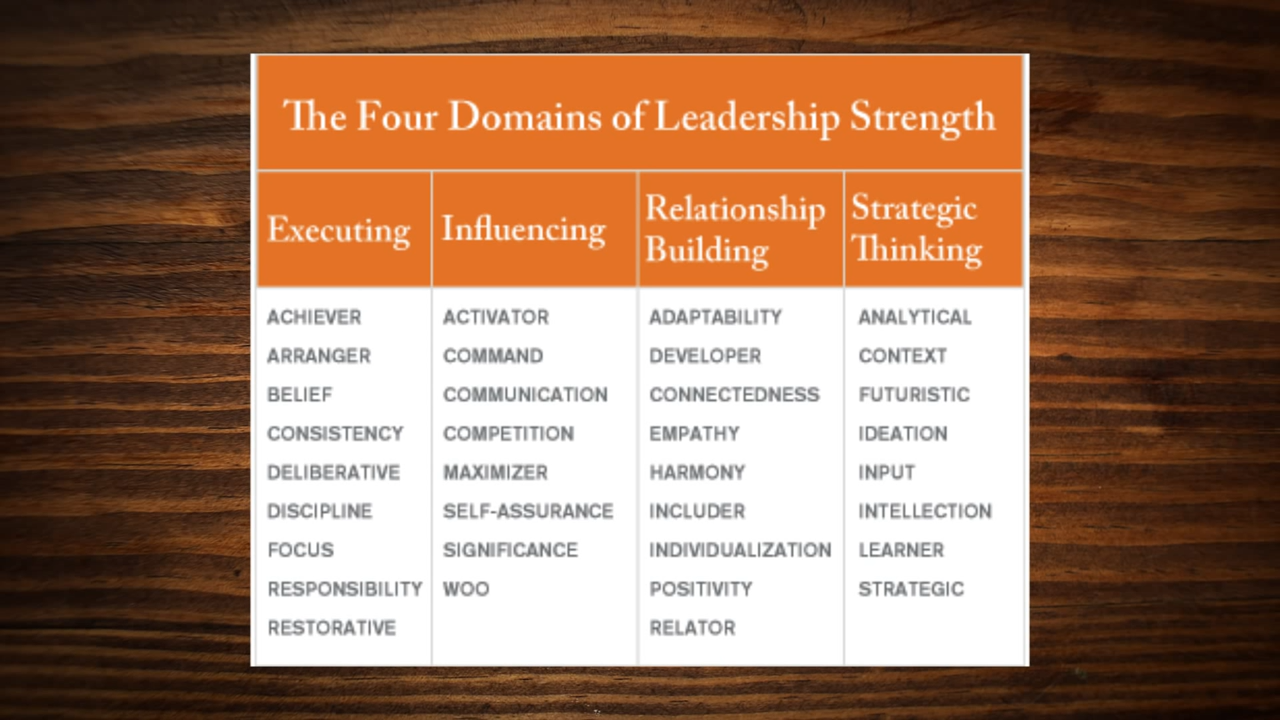 The Four Domains of Leadership Strength
Executing
Influencing
Relationship
Building
Strategic
Thinking
ACHIEVER
ARRANGER
BELIEF
CONSISTENCY
DELIBERATIVE
DISCIPLINE
FOCUS
RESPONSIBILITY
RESTORATIVE
ACTIVATOR
COMMAND
COMMUNICATION
COMPETITION
MAXIMIZER
SELF-ASSURANCE
SIGNIFICANCE
WOO
ADAPTABILITY
DEVELOPER
CONNECTEDNESS
EMPATHY
HARMONY
INCLUDER
INDIVIDUALIZATION
POSITIVITY
RELATOR
ANALYTICAL
CONTEXT
FUTURISTIC
IDEATION
INPUT
INTELLECTION
LEARNER
STRATEGIC